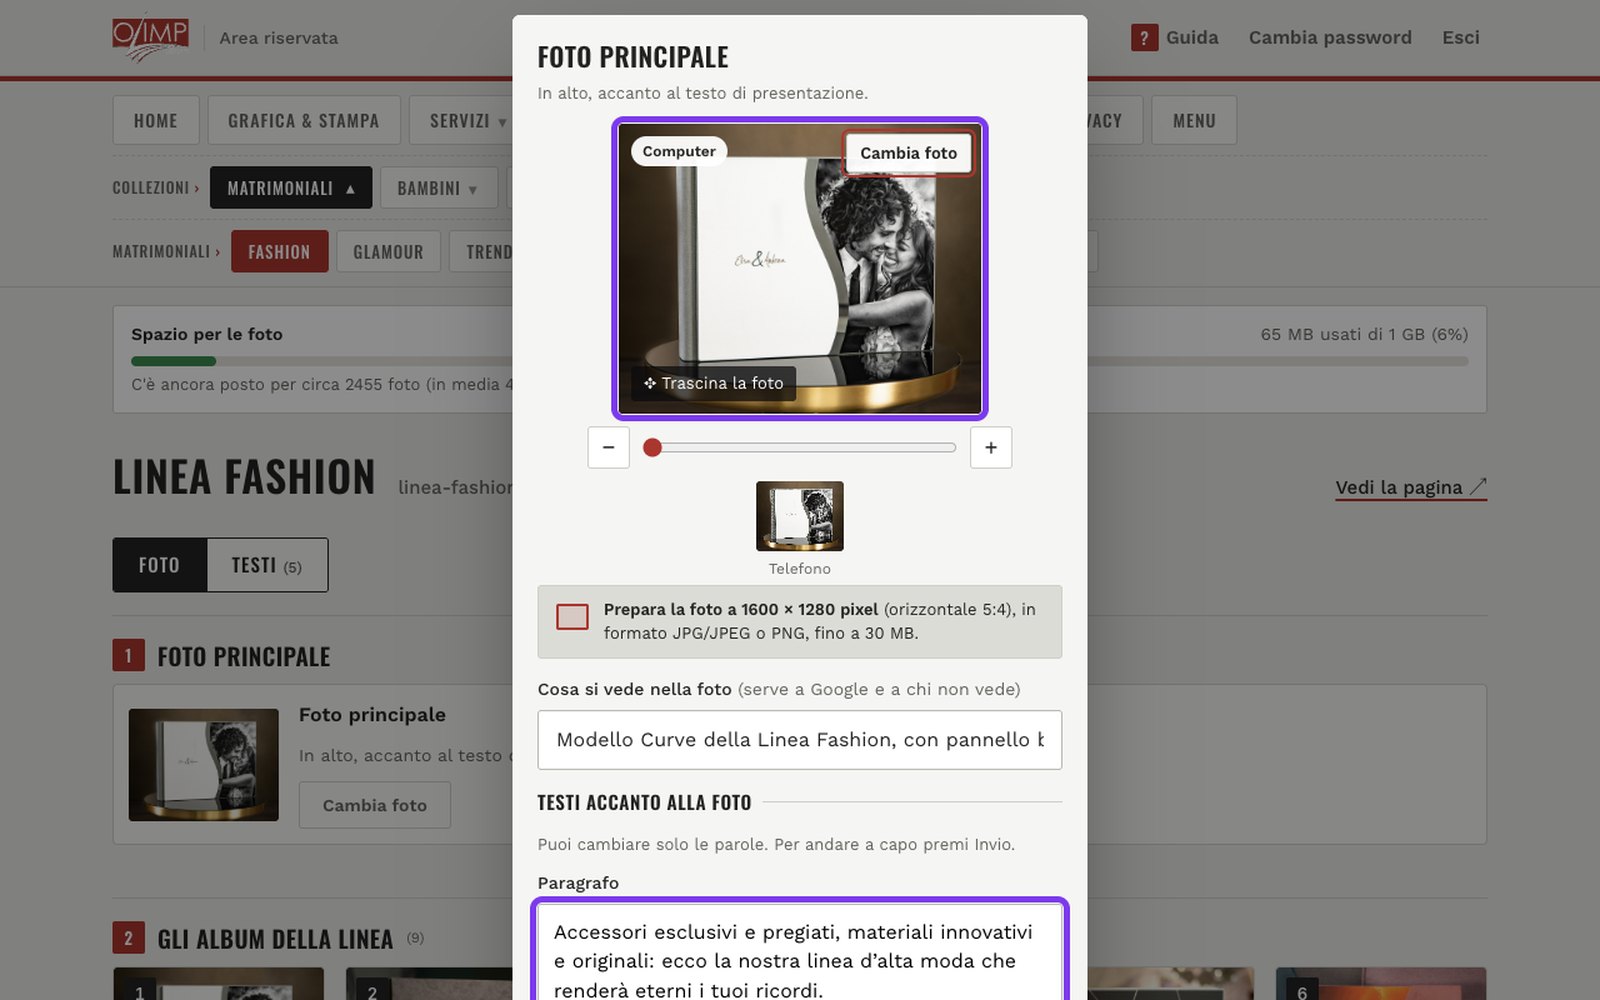 OLIMP
Area riservata
? Guida
Cambia password
Esci
HOME
GRAFICA & STAMPA
SERVIZI ▾
MENU
COLLEZIONI ›
MATRIMONIALI ▲
BAMBINI ▾
MATRIMONIALI ›
FASHION
GLAMOUR
TREND
Spazio per le foto
65 MB usati di 1 GB (6%)
C'è ancora posto per circa 2455 foto (in media 4
LINEA FASHION
linea-fashion
Vedi la pagina
FOTO
TESTI (5)
1 FOTO PRINCIPALE
Foto principale
In alto, accanto al testo
Cambia foto
2 GLI ALBUM DELLA LINEA (9)
1
2
6
FOTO PRINCIPALE
In alto, accanto al testo di presentazione.
Computer
Cambia foto
&
Trascina la foto
−
+
Telefono
Prepara la foto a 1600 × 1280 pixel (orizzontale 5:4), in
formato JPG/JPEG o PNG, fino a 30 MB.
Cosa si vede nella foto (serve a Google e a chi non vede)
Modello Curve della Linea Fashion, con pannello
TESTI ACCANTO ALLA FOTO
Puoi cambiare solo le parole. Per andare a capo premi Invio.
Paragrafo
Accessori esclusivi e pregiati, materiali innovativi
e originali: ecco la nostra linea d’alta moda che
renderà eterni i tuoi ricordi.